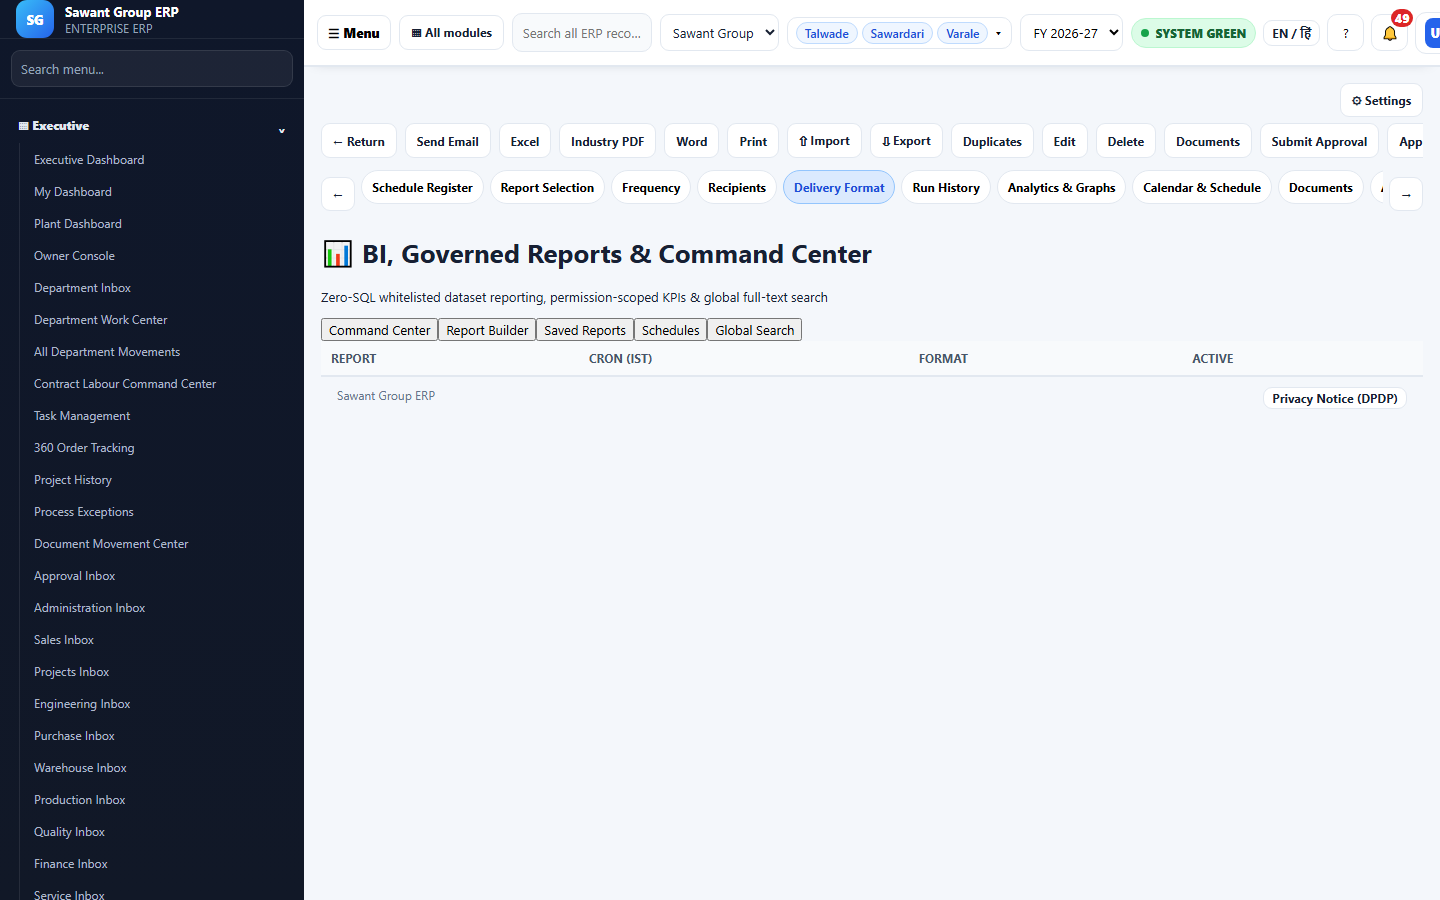 SG
Sawant Group ERP
ENTERPRISE ERP
Search menu...
Executive
Executive Dashboard
My Dashboard
Plant Dashboard
Owner Console
Department Inbox
Department Work Center
All Department Movements
Contract Labour Command Center
Task Management
360 Order Tracking
Project History
Process Exceptions
Document Movement Center
Approval Inbox
Administration Inbox
Sales Inbox
Projects Inbox
Engineering Inbox
Purchase Inbox
Warehouse Inbox
Production Inbox
Quality Inbox
Finance Inbox
Service Inbox
☰ Menu
All modules
Search all ERP reco...
Sawant Group
Talwade Sawardari Varale
FY 2026-27
SYSTEM GREEN
EN / हिं
?
49
U
Settings
← Return Send Email Excel Industry PDF Word Print ⇧ Import ⇩ Export Duplicates Edit Delete Documents Submit Approval App
← Schedule Register Report Selection Frequency Recipients Delivery Format Run History Analytics & Graphs Calendar & Schedule Documents →
BI, Governed Reports & Command Center
Zero-SQL whitelisted dataset reporting, permission-scoped KPIs & global full-text search
Command Center Report Builder Saved Reports Schedules Global Search
REPORT CRON (IST) FORMAT ACTIVE
Sawant Group ERP
Privacy Notice (DPDP)